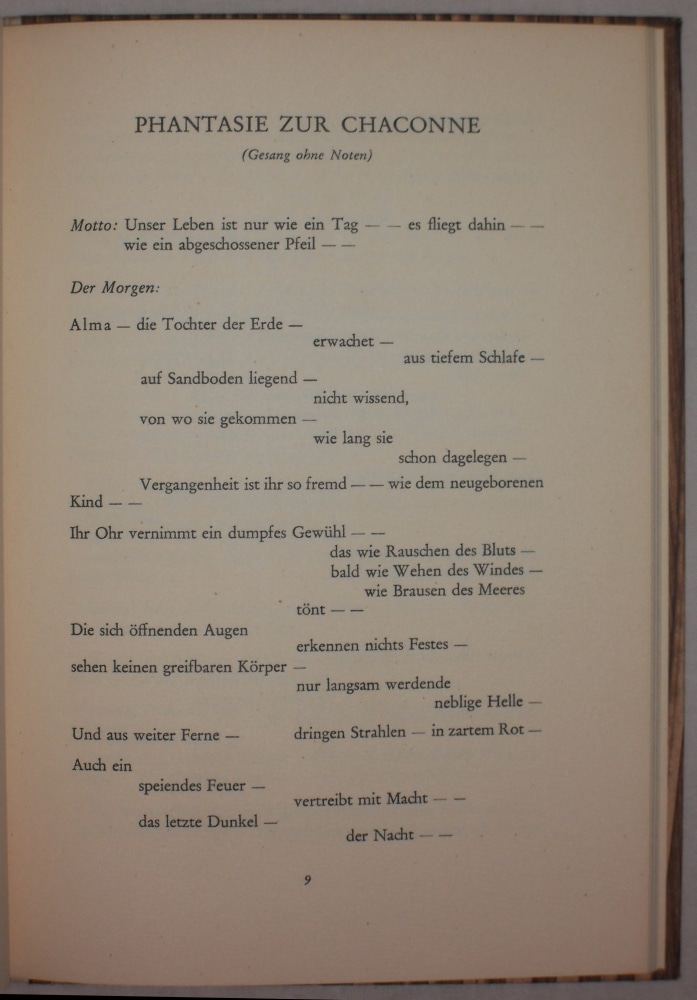 PHANTASIE ZUR CHACONNE
(Gesang ohne Noten)
Motto: Unser Leben ist nur wie ein Tag — — es fliegt dahin — —
wie ein abgeschossener Pfeil — —
Der Morgen:
Alma — die Tochter der Erde —
erwachet —
aus tiefem Schlafe —
auf Sandboden liegend —
nicht wissend,
von wo sie gekommen —
wie lang sie
schon dagelegen —
Vergangenheit ist ihr so fremd — — wie dem neugeborenen
Kind — —
Ihr Ohr vernimmt ein dumpfes Gewühl — —
das wie Rauschen des Bluts —
bald wie Wehen des Windes —
wie Brausen des Meeres
tönt — —
Die sich öffnenden Augen
erkennen nichts Festes —
sehen keinen greifbaren Körper —
nur langsam werdende
neblige Helle —
Und aus weiter Ferne — dringen Strahlen — in zartem Rot —
Auch ein
speiendes Feuer —
vertreibt mit Macht — —
das letzte Dunkel —
der Nacht — —
9